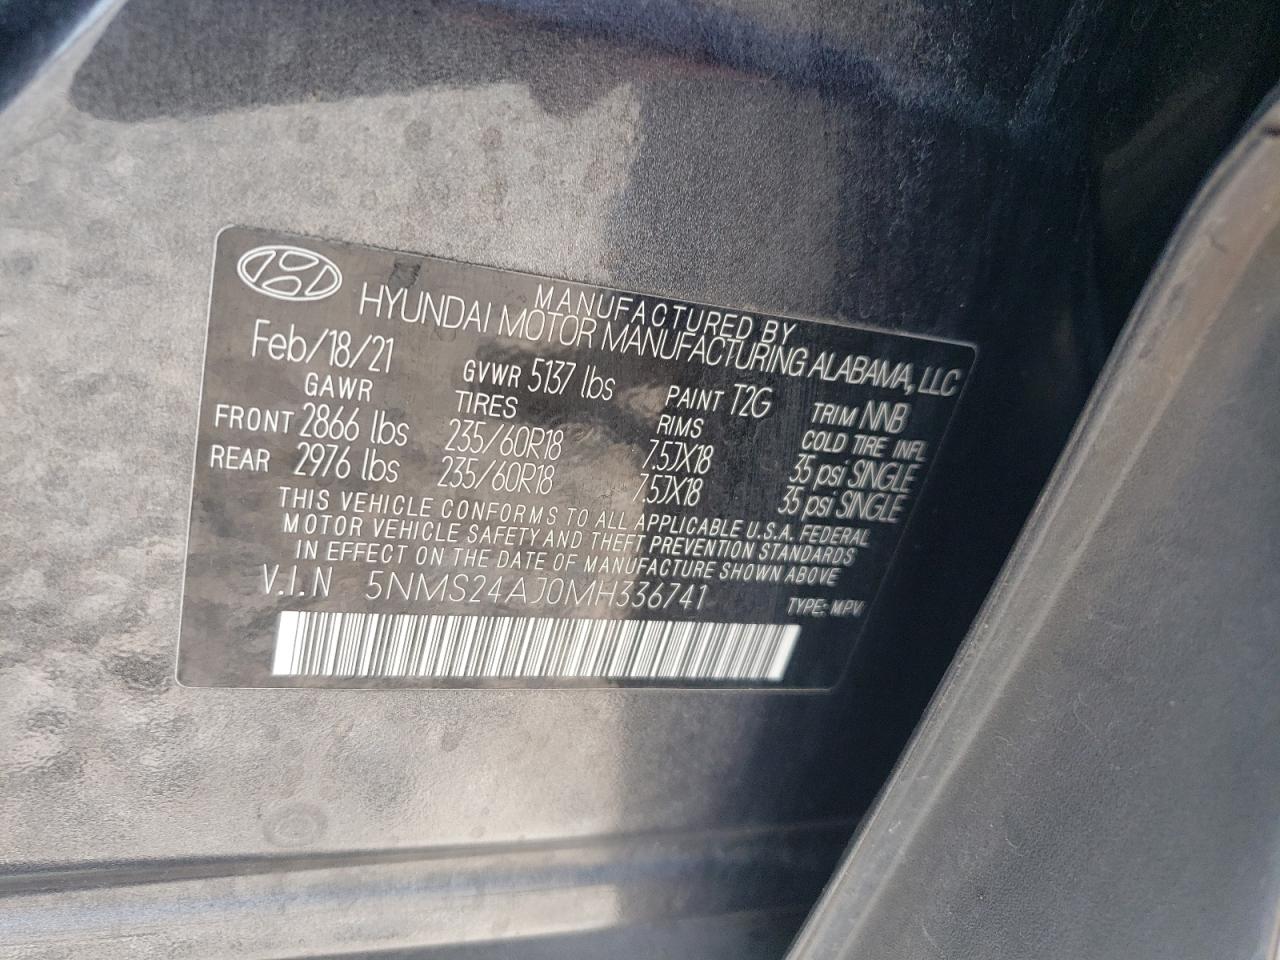 MANUFACTURED BY
HYUNDAI MOTOR MANUFACTURING ALABAMA, LLC
Feb/18/21 GVWR 5137 lbs PAINT T2G TRIM NNB
GAWR TIRES RIMS COLD TIRE INFL
FRONT 2866 lbs 235/60R18 7.5JX18 35 psi SINGLE
REAR 2976 lbs 235/60R18 7.5JX18 35 psi SINGLE
THIS VEHICLE CONFORMS TO ALL APPLICABLE U.S.A. FEDERAL
MOTOR VEHICLE SAFETY AND THEFT PREVENTION STANDARDS
IN EFFECT ON THE DATE OF MANUFACTURE SHOWN ABOVE
V.I.N 5NMS24AJ0MH336741 TYPE: MPV